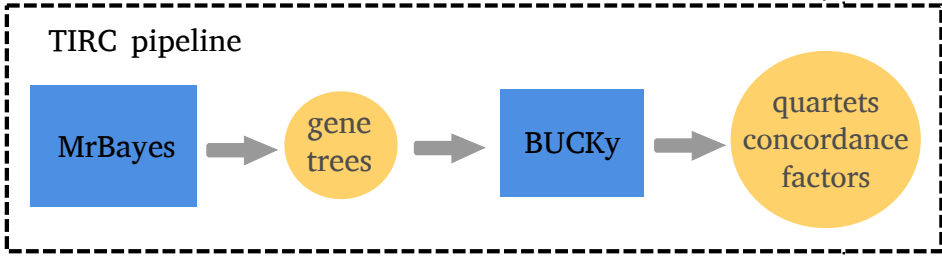 TIRC pipeline
MrBayes
gene
trees
BUCKy
quartets
concordance
factors